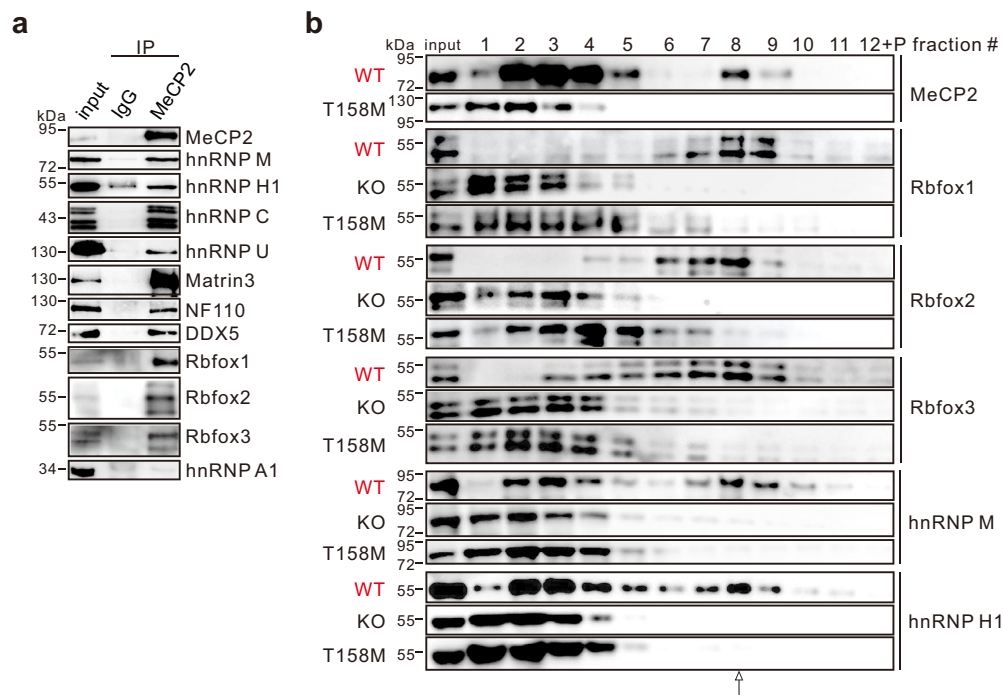 a
IP
input IgG MeCP2
kDa
95 MeCP2
72 hnRNP M
55 hnRNP H1
43 hnRNP C
130 hnRNP U
130 Matrin3
130 NF110
72 DDX5
55 Rbfox1
55 Rbfox2
55 Rbfox3
34 hnRNP A1
b
kDa input 1 2 3 4 5 6 7 8 9 10 11 12+P fraction #
WT 95 72
T158M 130 95
MeCP2
WT 55
KO 55
T158M 55
Rbfox1
WT 55
KO 55
T158M 55
Rbfox2
WT 55
KO 55
T158M 55
Rbfox3
WT 95 72
KO 95 72
T158M 95 72
hnRNP M
WT 55
KO 55
T158M 55
hnRNP H1